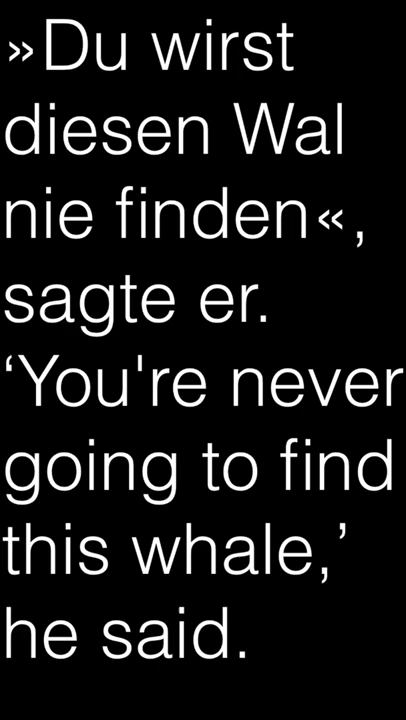 »Du wirst
diesen Wal
nie finden«,
sagte er.
‘You're never
going to find
this whale,’
he said.